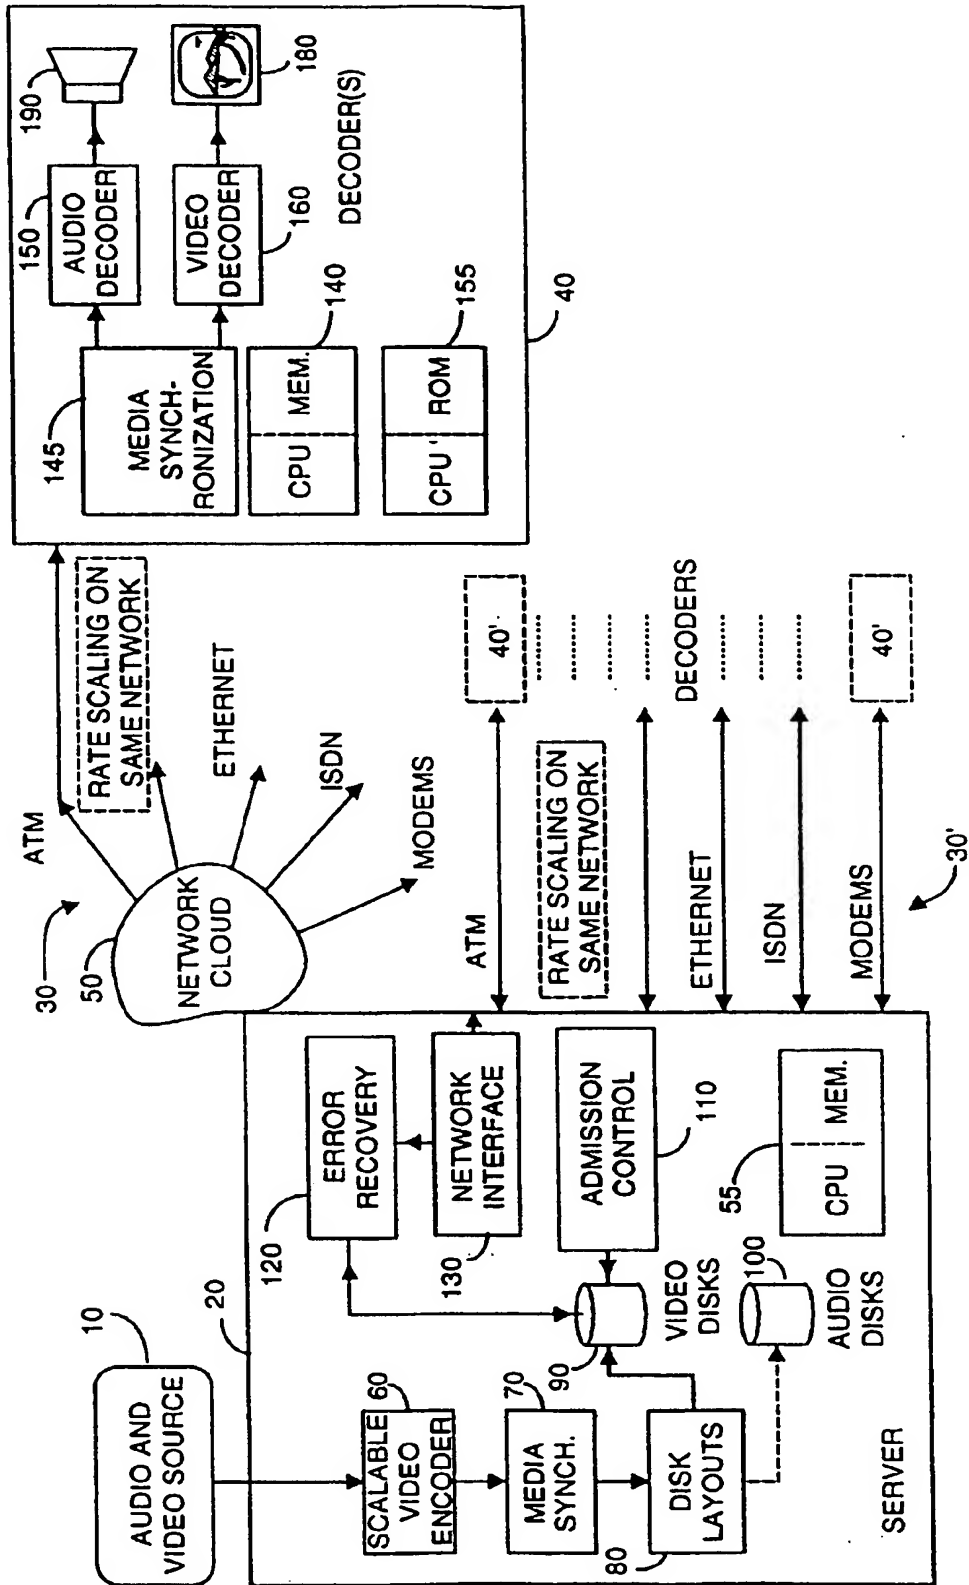 10
AUDIO AND
VIDEO SOURCE
20
60
SCALABLE
VIDEO
ENCODER
70
MEDIA
SYNCH.
80
DISK
LAYOUTS
90
VIDEO
DISKS
100
AUDIO
DISKS
SERVER
120
ERROR
RECOVERY
130
NETWORK
INTERFACE
ADMISSION
CONTROL
110
55
CPU
MEM.
30
50
NETWORK
CLOUD
ATM
RATE SCALING ON
SAME NETWORK
ETHERNET
ISDN
MODEMS
ATM
RATE SCALING ON
SAME NETWORK
ETHERNET
ISDN
MODEMS
30'
40'
DECODERS
40'
145
MEDIA
SYNCH-
RONIZATION
150
AUDIO
DECODER
190
VIDEO
DECODER
160
180
CPU
MEM.
140
CPU '
ROM
155
DECODER(S)
40